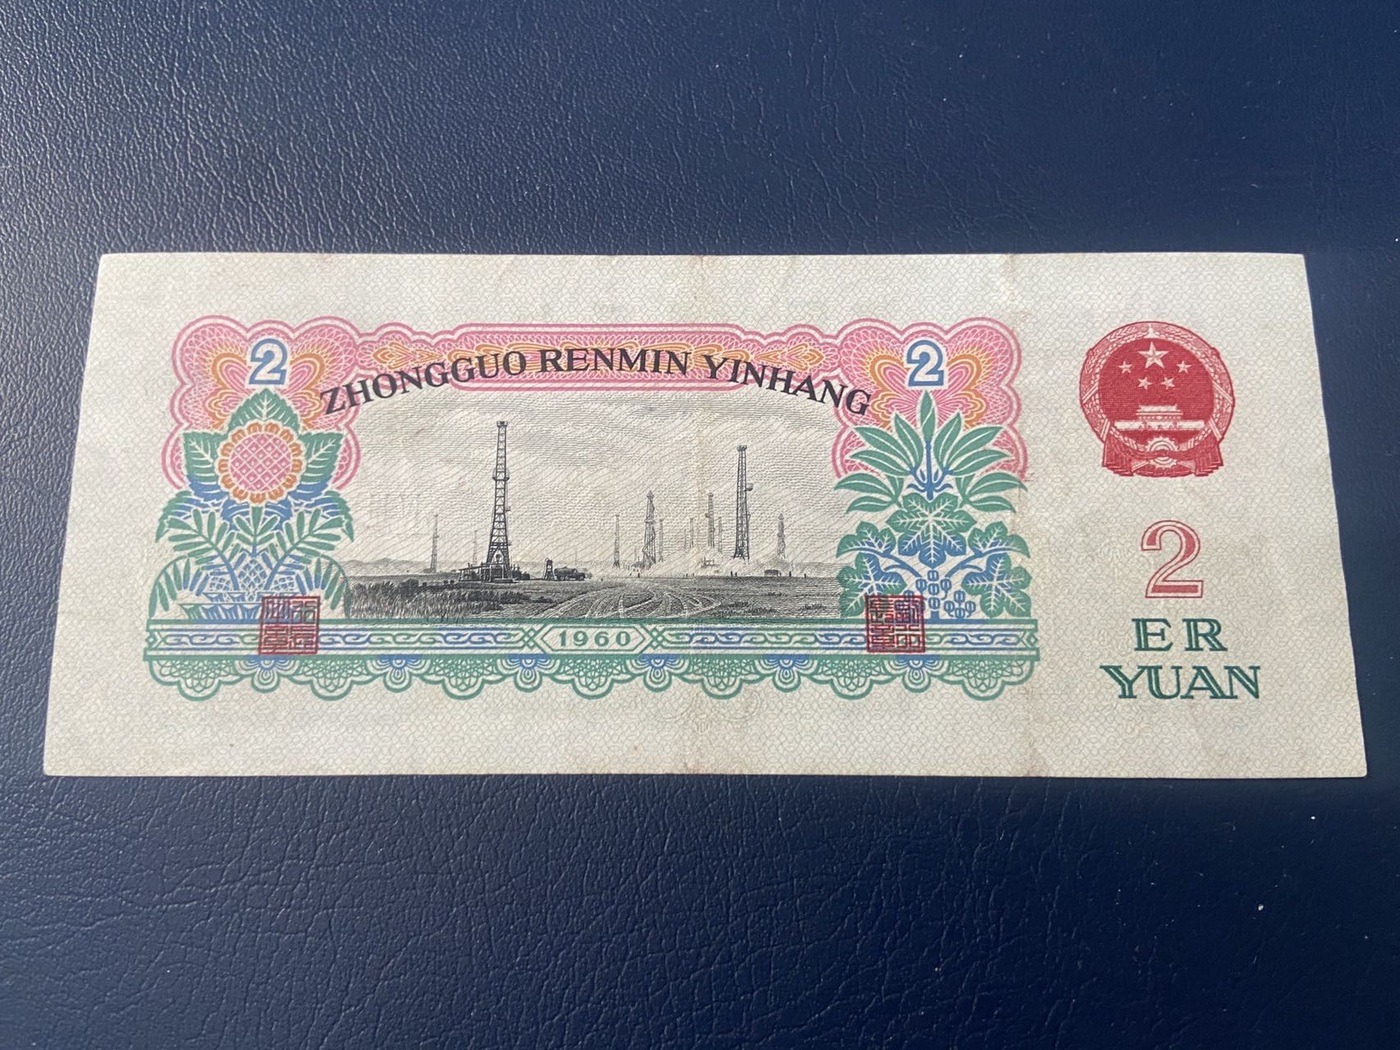 2
ZHONGGUO RENMIN YINHANG
2
1960
2
ER
YUAN